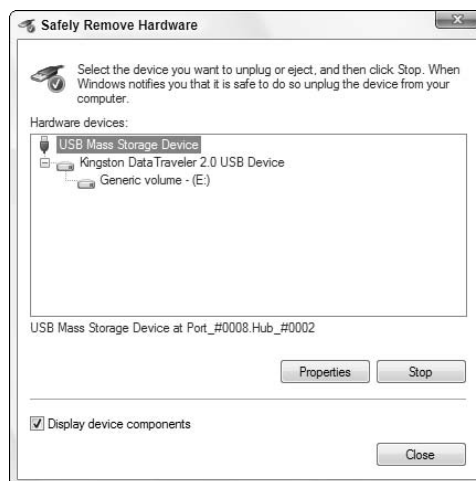 Safely Remove Hardware
Select the device you want to unplug or eject, and then click Stop. When
Windows notifies you that it is safe to do so unplug the device from your
computer.
Hardware devices:
USB Mass Storage Device
Kingston DataTraveler 2.0 USB Device
Generic volume - (E:)
USB Mass Storage Device at Port_#0008.Hub_#0002
Properties
Stop
Display device components
Close